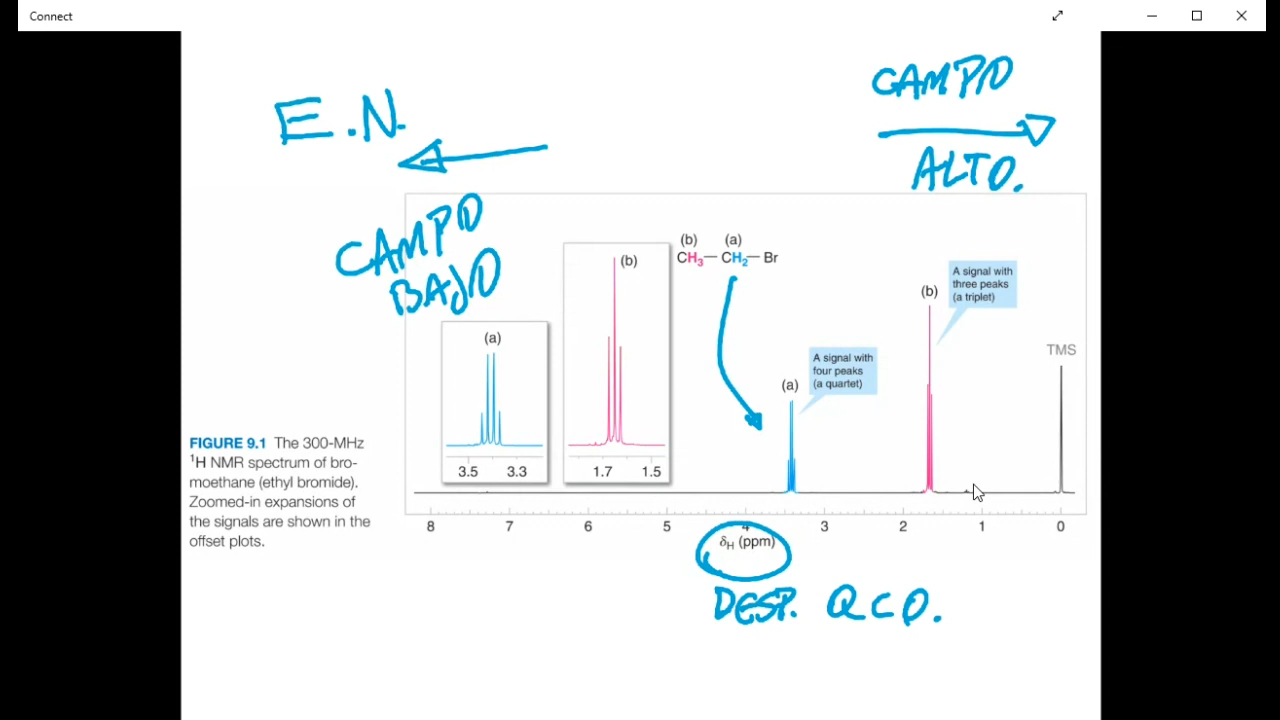 Connect
E.N.
CAMPO
ALTO.
CAMPO
BAJO
(b) (a)
CH₃—CH₂—Br
(a)
3.5 3.3
(b)
1.7 1.5
(a)
A signal with
four peaks
(a quartet)
(b)
A signal with
three peaks
(a triplet)
TMS
8 7 6 5 4 3 2 1 0
δH (ppm)
FIGURE 9.1 The 300-MHz
¹H NMR spectrum of bro-
moethane (ethyl bromide).
Zoomed-in expansions of
the signals are shown in the
offset plots.
DESP. QCO.